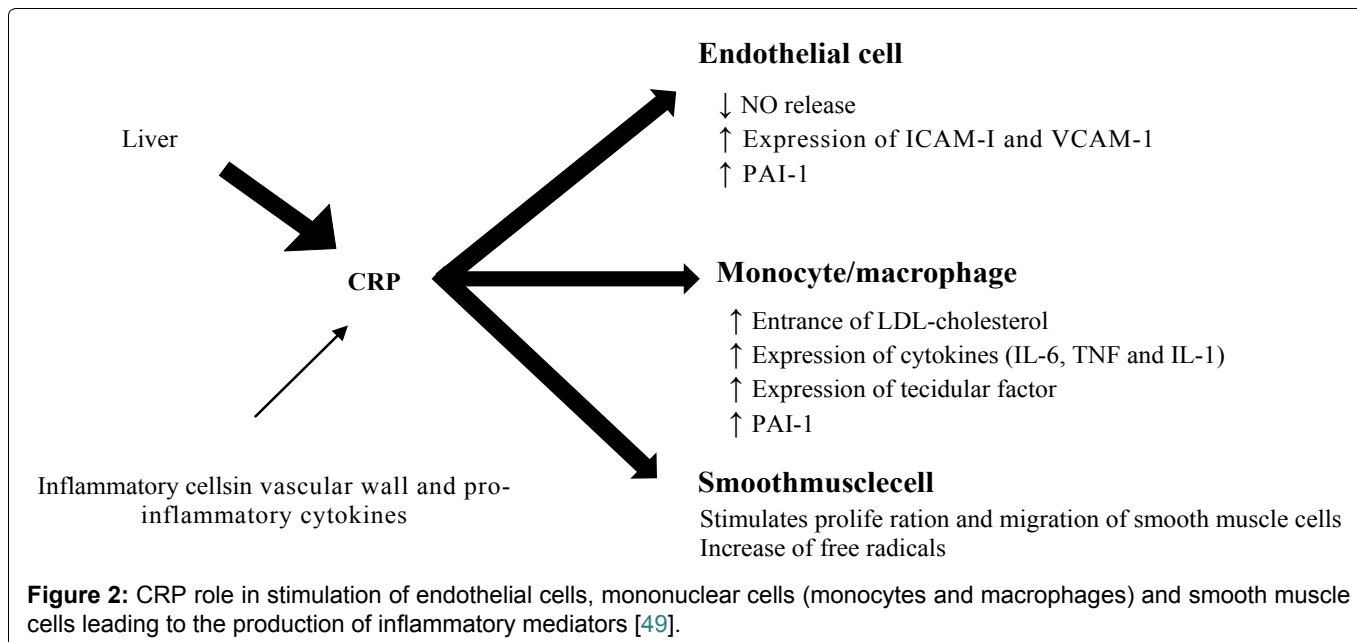 Liver
CRP
Inflammatory cellsin vascular wall and pro-
inflammatory cytokines
Endothelial cell
↓ NO release
↑ Expression of ICAM-I and VCAM-1
↑ PAI-1
Monocyte/macrophage
↑ Entrance of LDL-cholesterol
↑ Expression of cytokines (IL-6, TNF and IL-1)
↑ Expression of tecidular factor
↑ PAI-1
Smoothmusclecell
Stimulates prolife ration and migration of smooth muscle cells
Increase of free radicals
Figure 2: CRP role in stimulation of endothelial cells, mononuclear cells (monocytes and macrophages) and smooth muscle
cells leading to the production of inflammatory mediators [49].